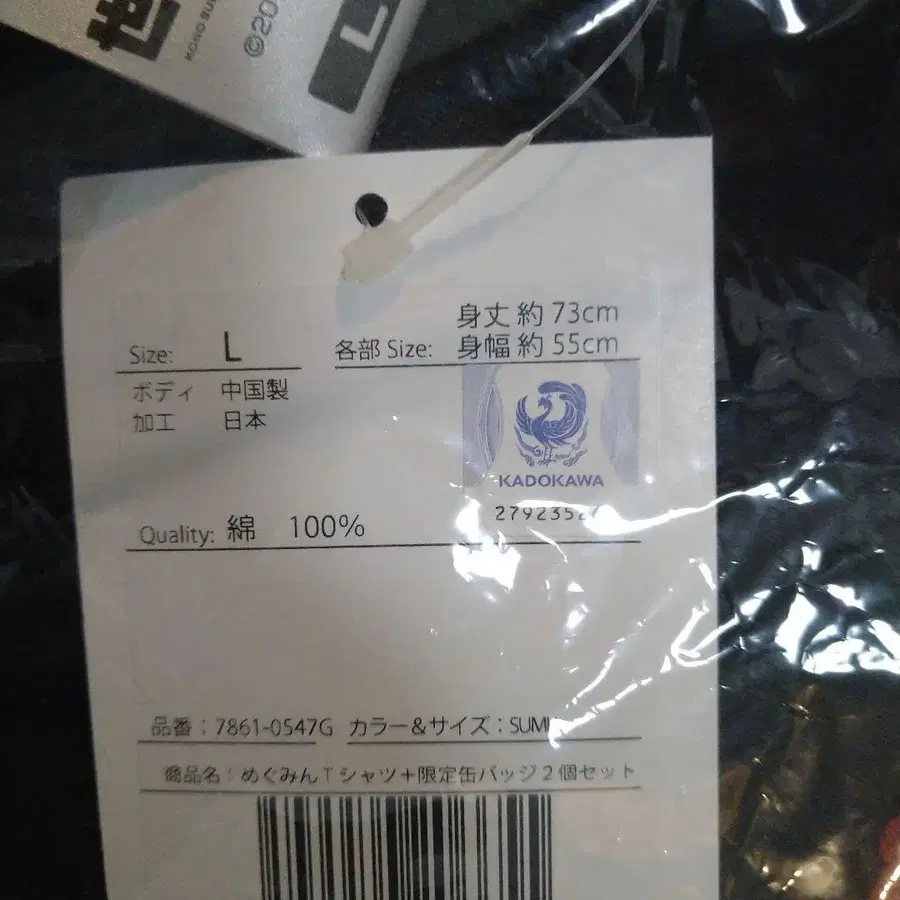 ©20
L
Size: L
各部 Size: 身丈 約 73cm
身幅 約 55cm
ボディ 中国製
加工 日本
KADOKAWA
Quality: 綿 100%
品番：7861-0547G カラー＆サイズ：SUMI
商品名：めぐみんTシャツ＋限定缶バッジ２個セット